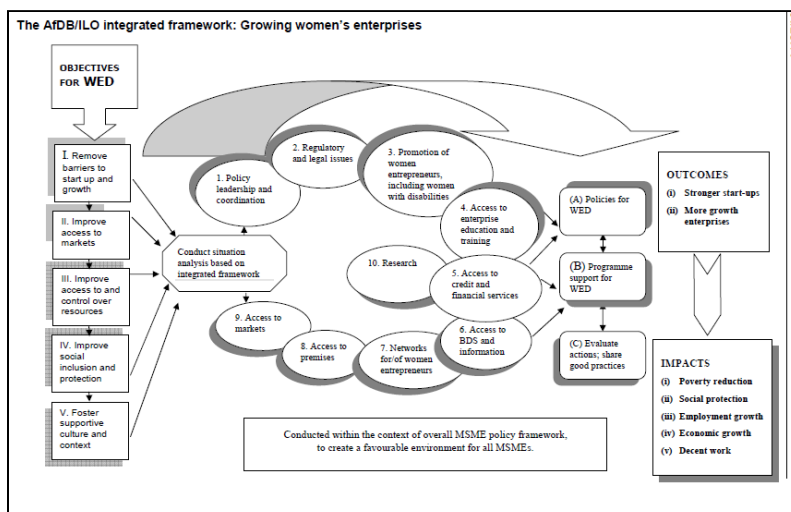 The AfDB/ILO integrated framework: Growing women's enterprises
OBJECTIVES
FOR WED
I. Remove
barriers to
start up and
growth
II. Improve
access to
markets
III. Improve
access to and
control over
resources
IV. Improve
social
inclusion and
protection
V. Foster
supportive
culture and
context
Conduct situation
analysis based on
integrated framework
1. Policy
leadership and
coordination
2. Regulatory
and legal issues
3. Promotion of
women
entrepreneurs,
including women
with disabilities
4. Access to
enterprise
education and
training
5. Access to
credit and
financial services
6. Access to
BDS and
information
7. Networks
for/of women
entrepreneurs
8. Access to
premises
9. Access to
markets
10. Research
(A) Policies for
WED
(B) Programme
support for
WED
(C) Evaluate
actions; share
good practices
OUTCOMES
(i) Stronger start-ups
(ii) More growth
enterprises
IMPACTS
(i) Poverty reduction
(ii) Social protection
(iii) Employment growth
(iv) Economic growth
(v) Decent work
Conducted within the context of overall MSME policy framework,
to create a favourable environment for all MSMEs.